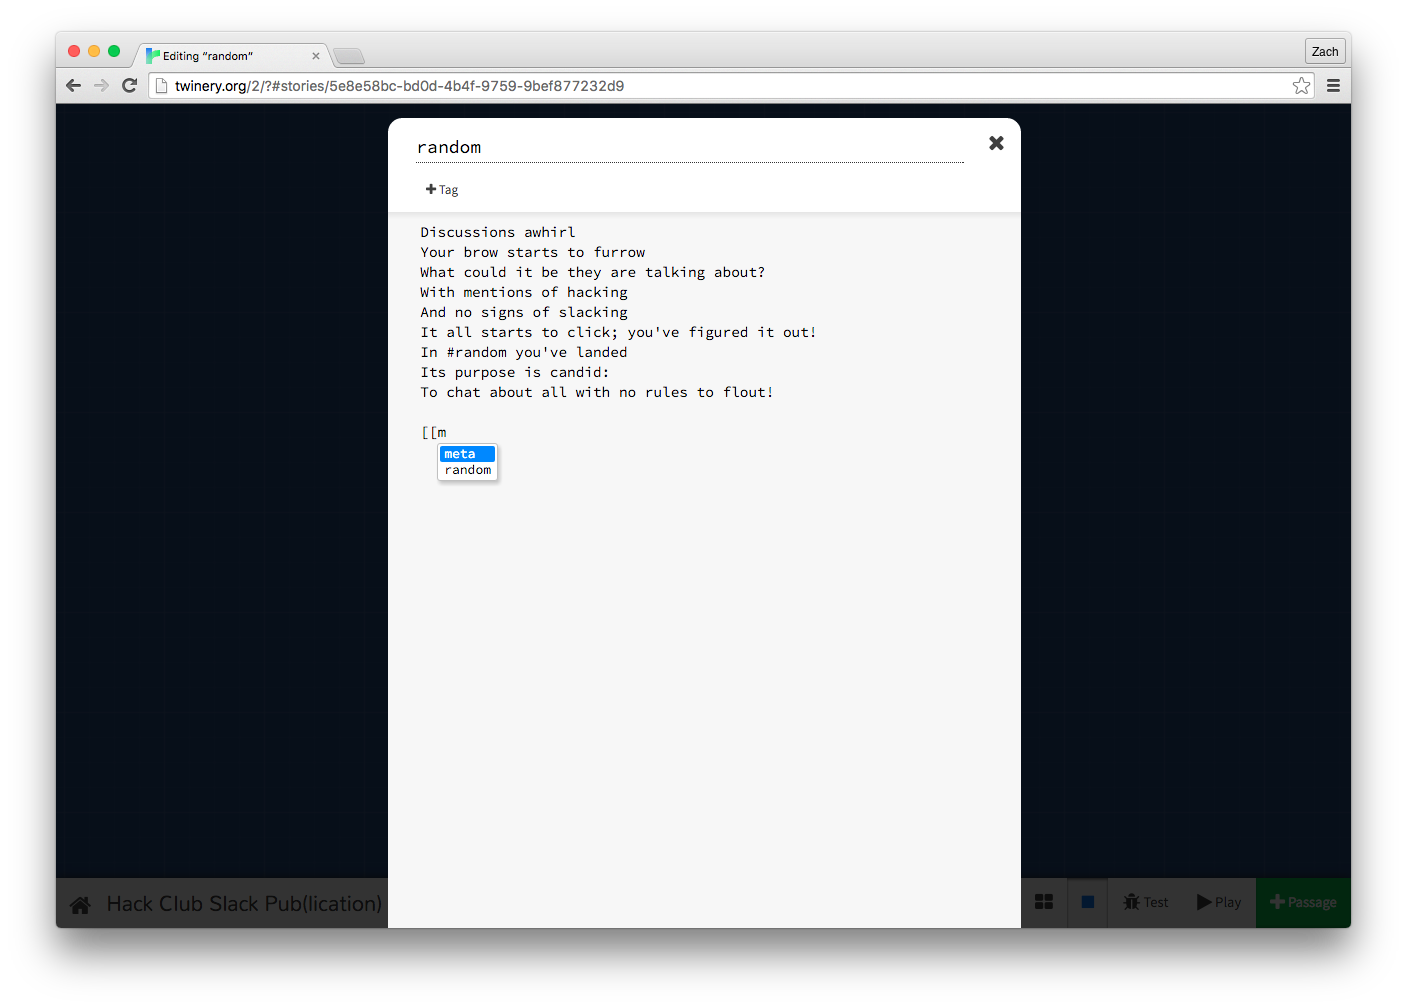 Editing “random”
Zach
twinery.org/2/?#stories/5e8e58bc-bd0d-4b4f-9759-9bef877232d9
random
Tag
Discussions awhirl
Your brow starts to furrow
What could it be they are talking about?
With mentions of hacking
And no signs of slacking
It all starts to click; you've figured it out!
In #random you've landed
Its purpose is candid:
To chat about all with no rules to flout!
[[m
meta
random
Hack Club Slack Pub(lication)
Test
Play
Passage